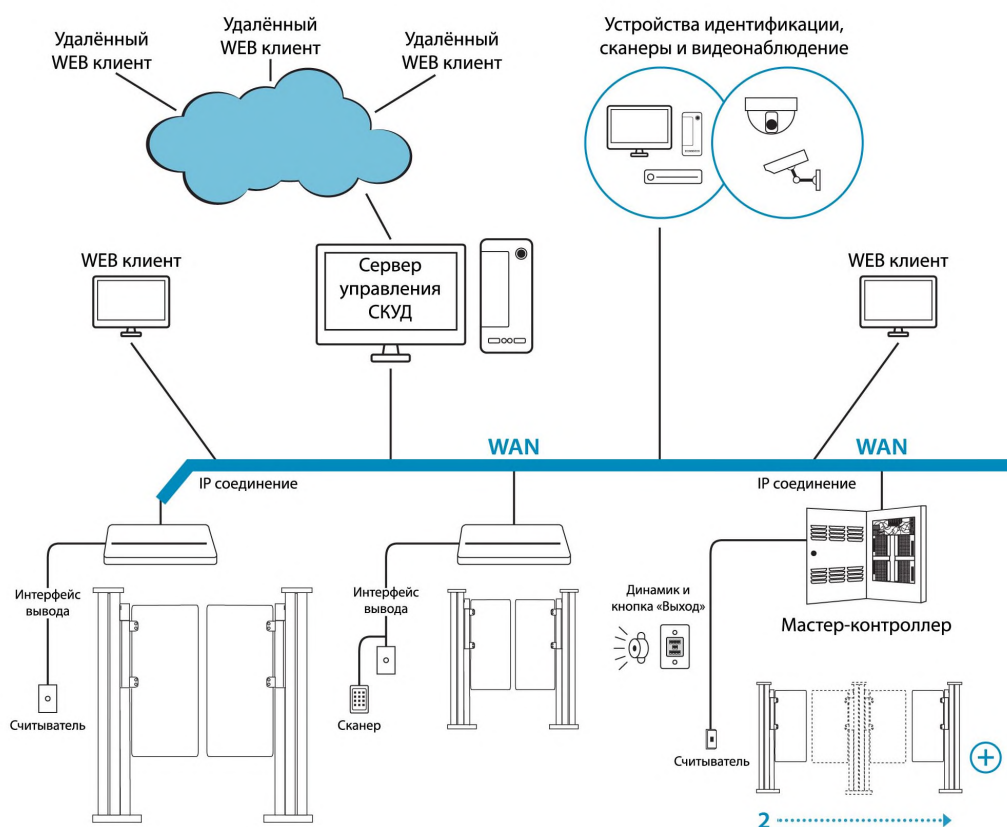 Удалённый
WEB клиент
Удалённый
WEB клиент
Удалённый
WEB клиент
Устройства идентификации,
сканеры и видеонаблюдение
WEB клиент
Сервер
управления
СКУД
WEB клиент
WAN
WAN
IP соединение
IP соединение
Интерфейс
вывода
Считыватель
Интерфейс
вывода
Сканер
Динамик и
кнопка «Выход»
Мастер-контроллер
Считыватель
2